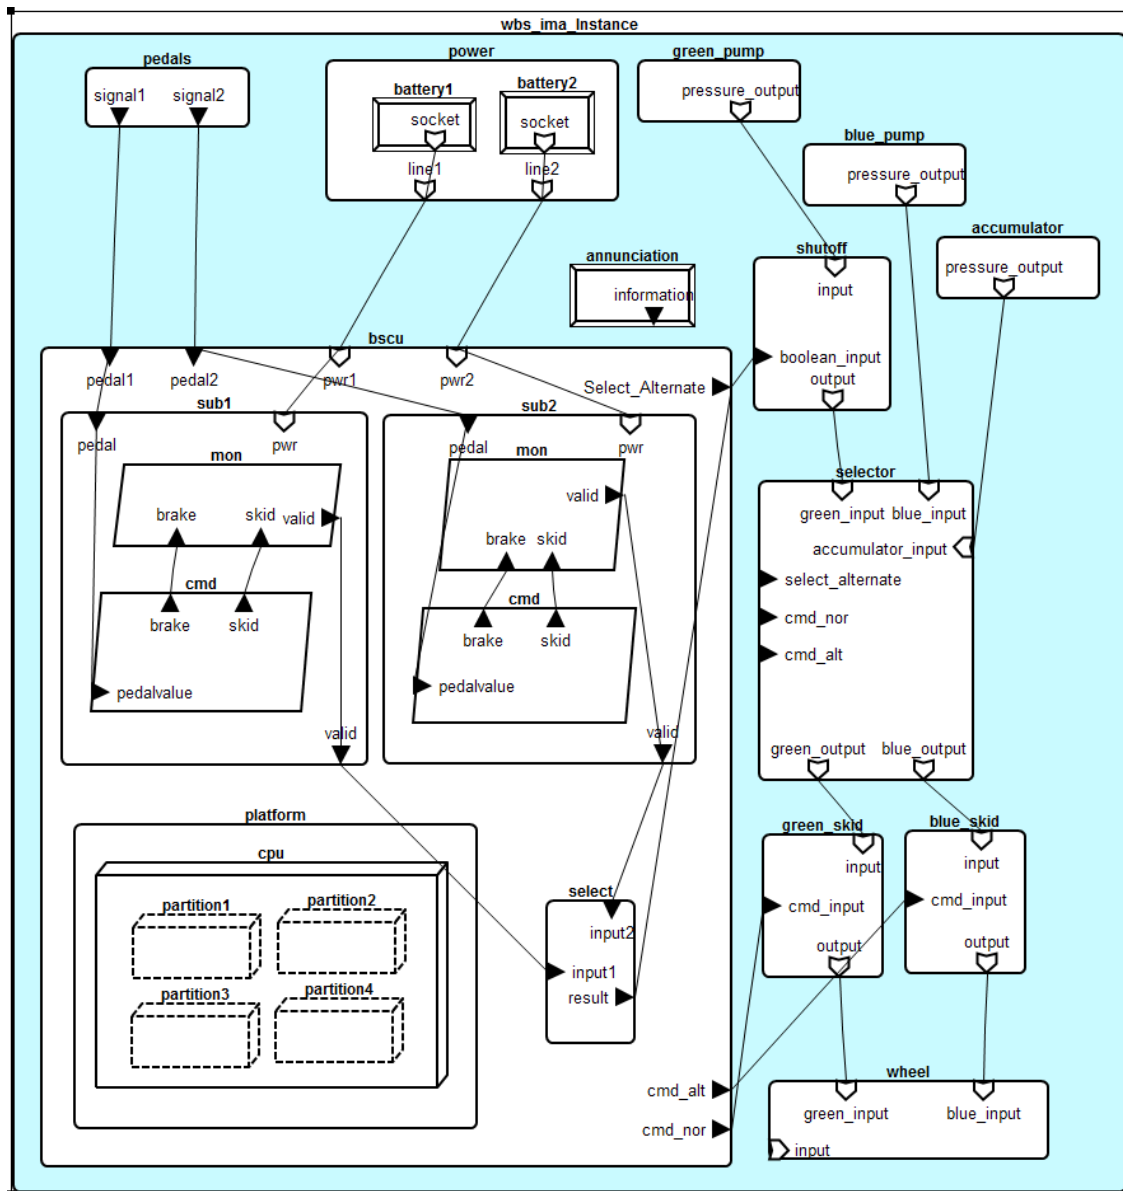 wbs_ima_Instance
pedals
signal1
signal2
power
battery1
socket
battery2
socket
line1
line2
green_pump
pressure_output
blue_pump
pressure_output
accumulator
pressure_output
annunciation
information
shutoff
input
boolean_input
output
bscu
pedal1
pedal2
pwr1
pwr2
Select_Alternate
sub1
pedal
pwr
mon
brake
skid
valid
cmd
brake
skid
pedalvalue
valid
sub2
pedal
pwr
mon
valid
brake
skid
cmd
brake
skid
pedalvalue
valid
selector
green_input
blue_input
accumulator_input
select_alternate
cmd_nor
cmd_alt
green_output
blue_output
platform
cpu
partition1
partition2
partition3
partition4
select
input2
input1
result
cmd_alt
cmd_nor
green_skid
input
cmd_input
output
blue_skid
input
cmd_input
output
wheel
green_input
blue_input
input